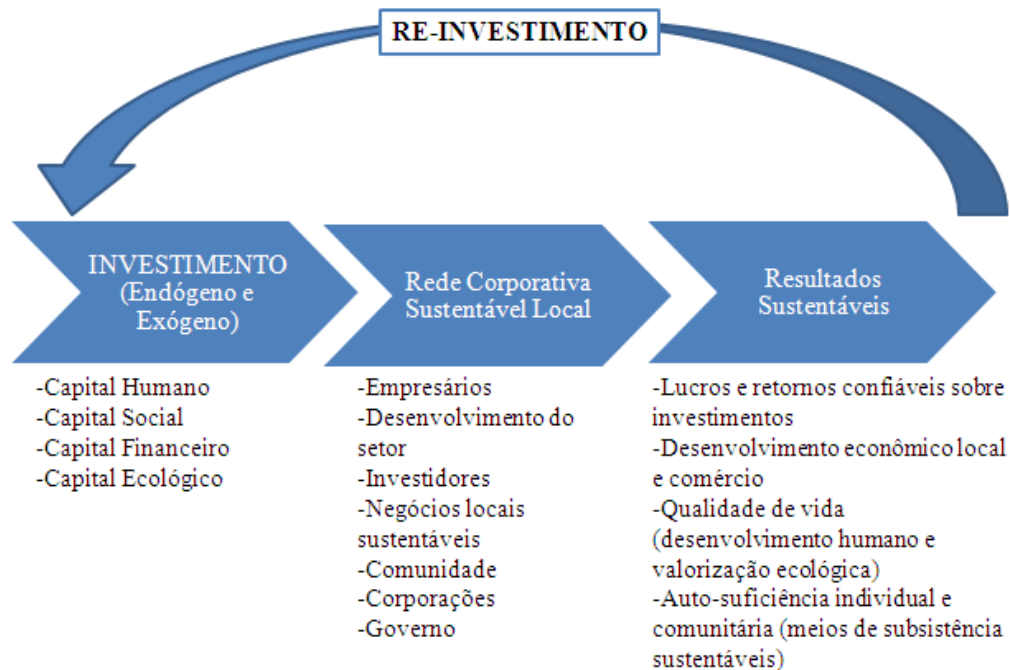 RE-INVESTIMENTO
INVESTIMENTO
(Endógeno e
Exógeno)
-Capital Humano
-Capital Social
-Capital Financeiro
-Capital Ecológico
Rede Corporativa
Sustentável Local
-Empresários
-Desenvolvimento do
setor
-Investidores
-Negócios locais
sustentáveis
-Comunidade
-Corporações
-Governo
Resultados
Sustentáveis
-Lucros e retornos confiáveis sobre
investimentos
-Desenvolvimento econômico local
e comércio
-Qualidade de vida
(desenvolvimento humano e
valorização ecológica)
-Auto-suficiência individual e
comunitária (meios de subsistência
sustentáveis)